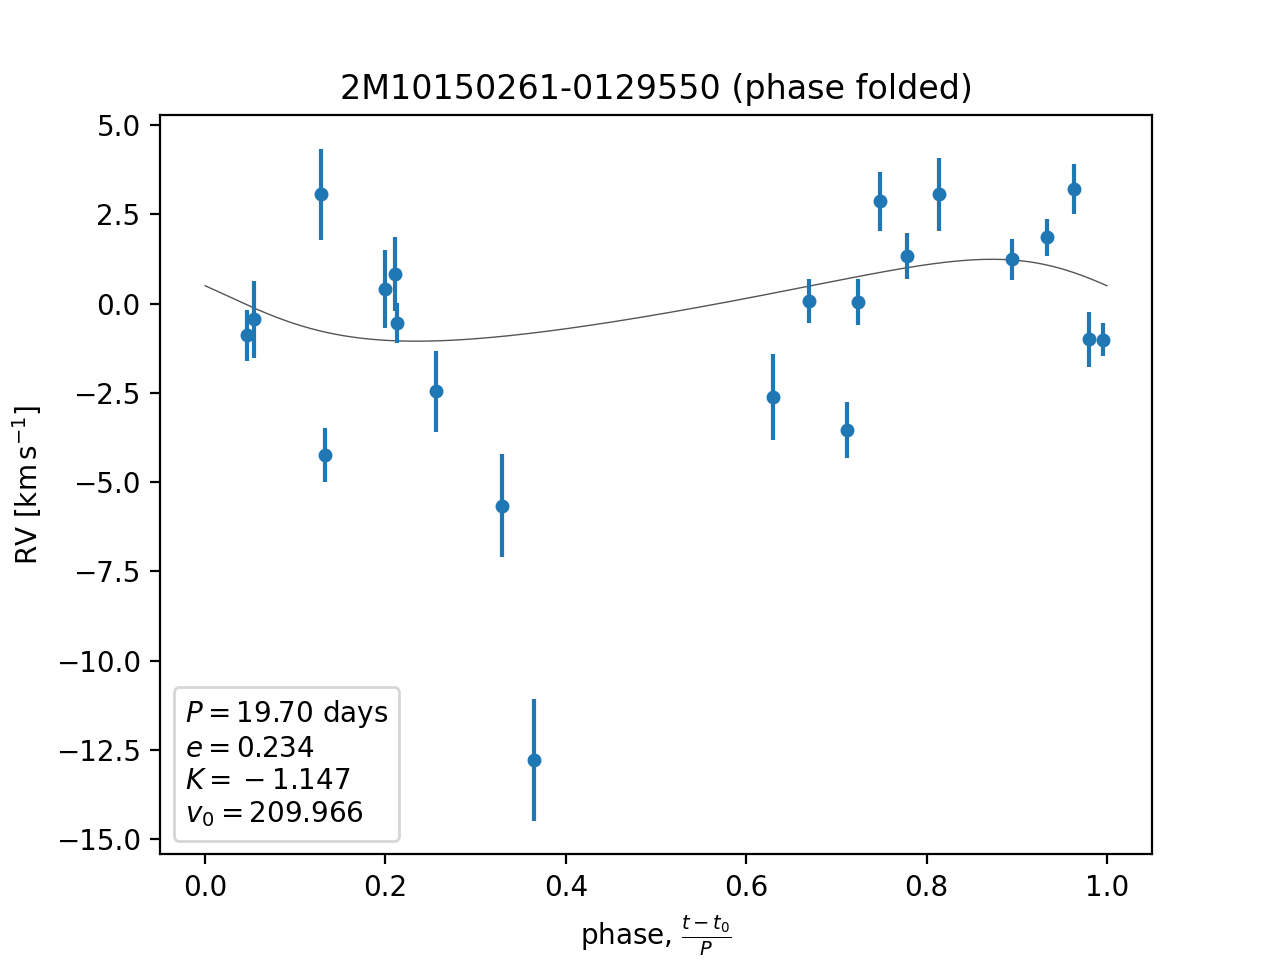 2M10150261-0129550 (phase folded)
RV [km s⁻¹]
5.0
2.5
0.0
−2.5
−5.0
−7.5
−10.0
−12.5
−15.0
P = 19.70 days
e = 0.234
K = −1.147
v₀ = 209.966
0.0 0.2 0.4 0.6 0.8 1.0
phase, (t − t₀)/P